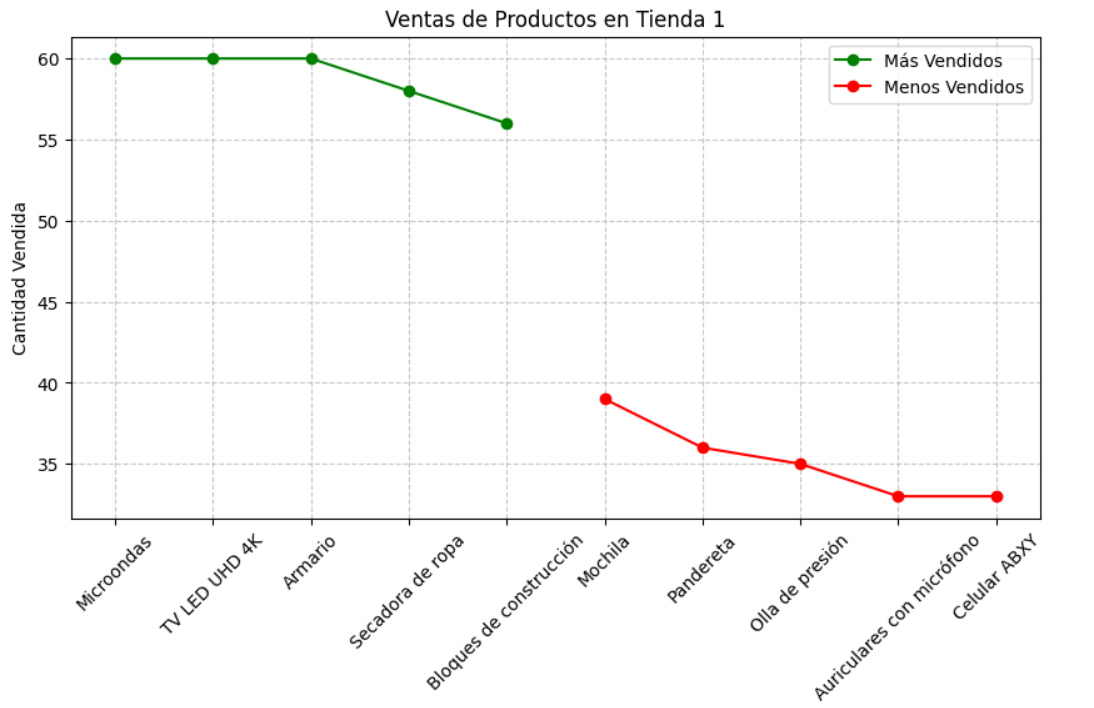 Ventas de Productos en Tienda 1
Más Vendidos
Menos Vendidos
Cantidad Vendida
60
55
50
45
40
35
Microondas
TV LED UHD 4K
Armario
Secadora de ropa
Bloques de construcción
Mochila
Pandereta
Olla de presión
Auriculares con micrófono
Celular ABXY